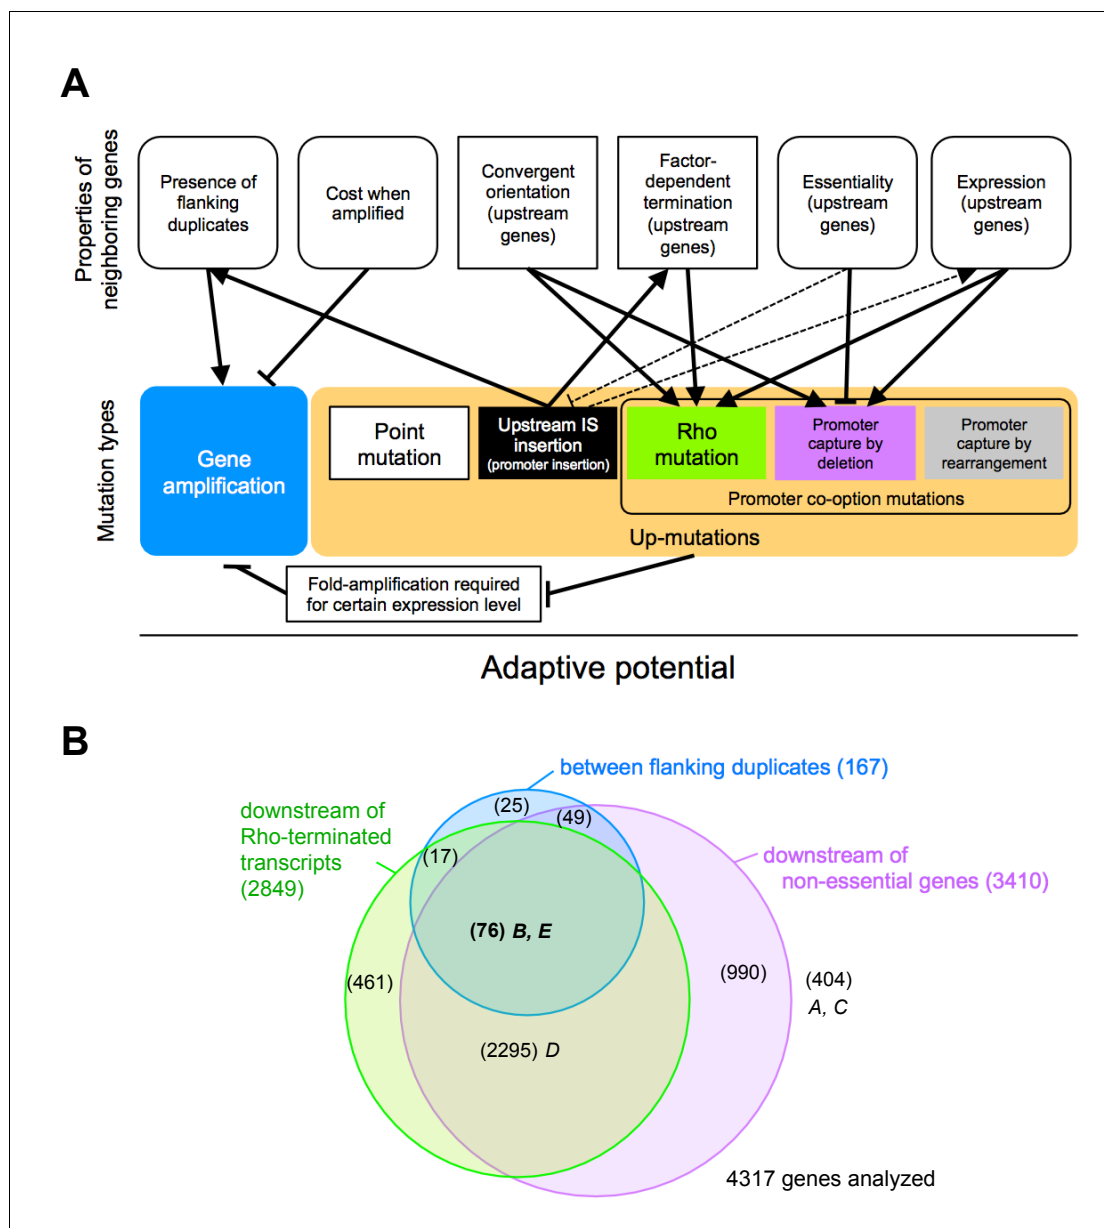 A
Properties of
neighboring genes
Presence of
flanking
duplicates
Cost when
amplified
Convergent
orientation
(upstream
genes)
Factor-
dependent
termination
(upstream
genes)
Essentiality
(upstream
genes)
Expression
(upstream
genes)
Mutation types
Gene
amplification
Point
mutation
Upstream IS
insertion
(promoter insertion)
Rho
mutation
Promoter
capture by
deletion
Promoter
capture by
rearrangement
Promoter co-option mutations
Up-mutations
Fold-amplification required
for certain expression level
Adaptive potential
B
between flanking duplicates (167)
downstream of
Rho-terminated
transcripts
(2849)
downstream of
non-essential genes (3410)
(25)
(49)
(17)
(76) B, E
(461)
(990)
(404)
A, C
(2295) D
4317 genes analyzed